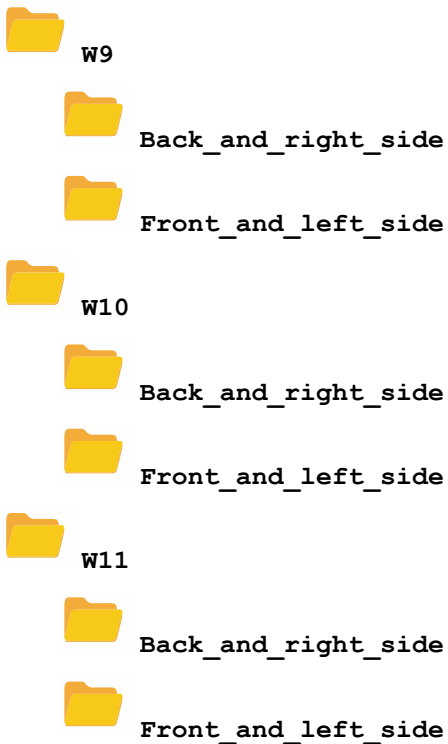 W9
Back_and_right_side
Front_and_left_side
W10
Back_and_right_side
Front_and_left_side
W11
Back_and_right_side
Front_and_left_side